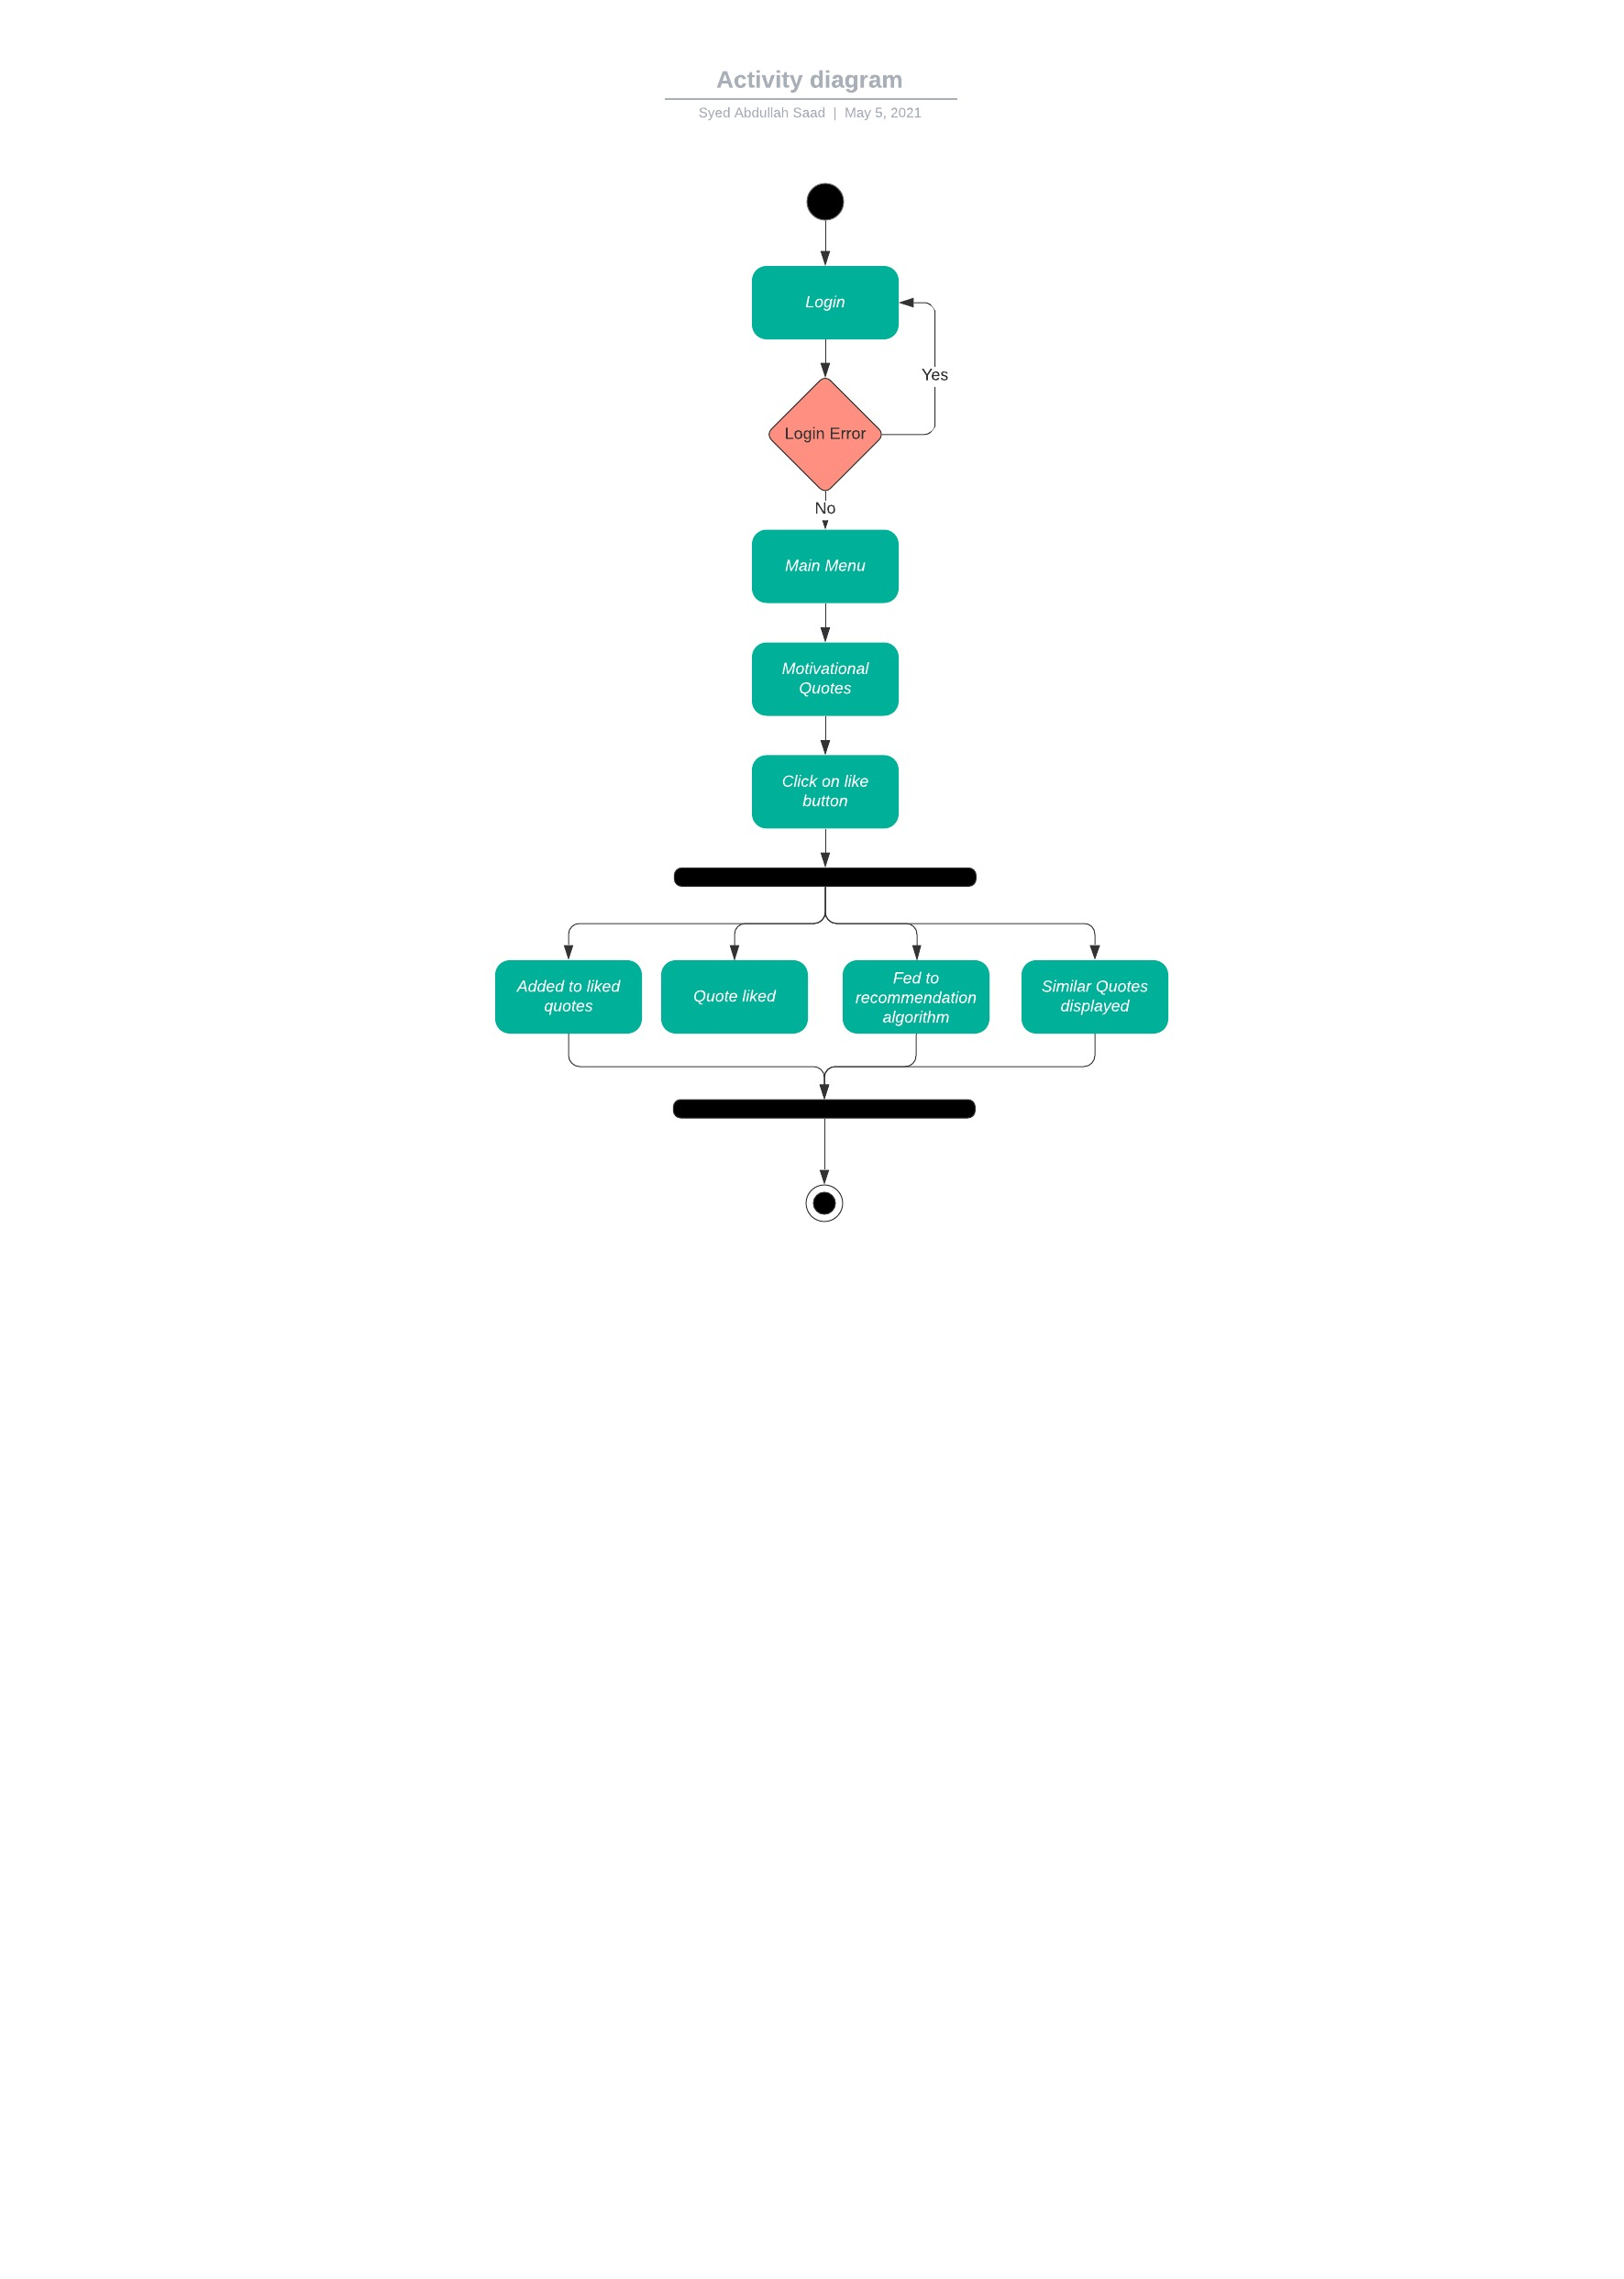 Activity diagram
Syed Abdullah Saad | May 5, 2021
Login
Yes
Login Error
No
Main Menu
Motivational
Quotes
Click on like
button
Added to liked
quotes
Quote liked
Fed to
recommendation
algorithm
Similar Quotes
displayed